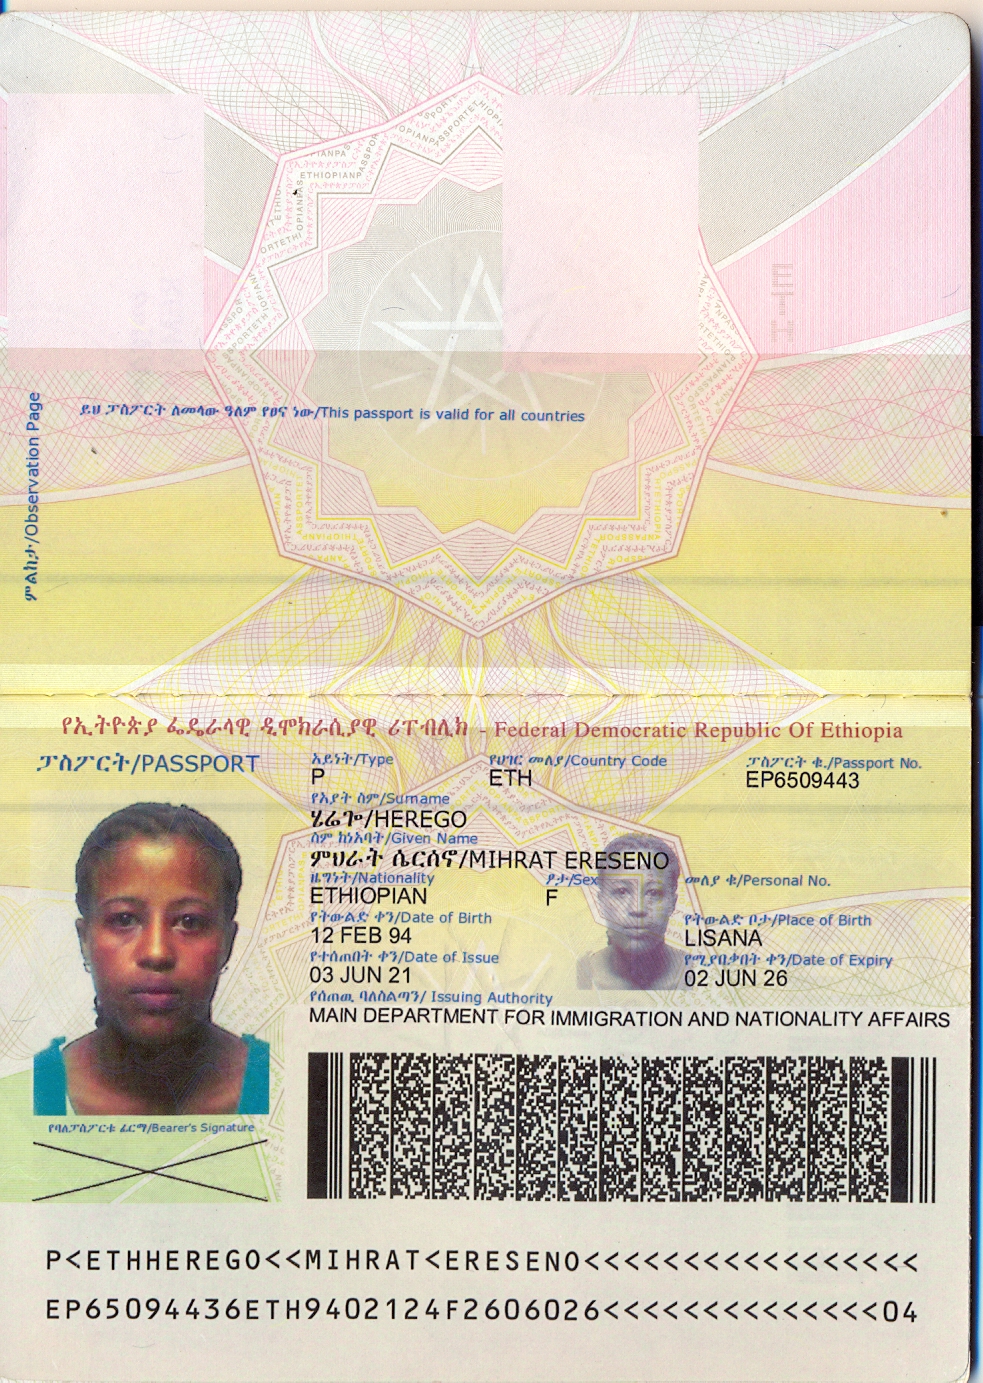 ይህ ፓስፖርት ለመላው ዓለም የፀና ነው/This passport is valid for all countries
ምልከታ/Observation Page
የኢትዮጵያ ፌዴራላዊ ዲሞክራሲያዊ ሪፐብሊክ - Federal Democratic Republic Of Ethiopia
ፓስፖርት/PASSPORT
አይነት/Type
የሀገር መለያ/Country Code
ፓስፖርት ቁ./Passport No.
P
ETH
EP6509443
የአያት ስም/Surname
ሄሬጎ/HEREGO
ስም ከነአባት/Given Name
ምህራት ሴርሰኖ/MIHRAT ERESENO
ዜግነት/Nationality
ፆታ/Sex
መለያ ቁ/Personal No.
ETHIOPIAN
F
የትውልድ ቀን/Date of Birth
የትውልድ ቦታ/Place of Birth
12 FEB 94
LISANA
የተሰጠበት ቀን/Date of Issue
የሚያበቃበት ቀን/Date of Expiry
03 JUN 21
02 JUN 26
የሰጠዉ ባለስልጣን/ Issuing Authority
MAIN DEPARTMENT FOR IMMIGRATION AND NATIONALITY AFFAIRS
የባለፓስፖርቱ ፊርማ/Bearer's Signature
P<ETHHEREGO<<MIHRAT<ERESENO<<<<<<<<<<<<<<<<<
EP65094436ETH9402124F2606026<<<<<<<<<<<<<<04